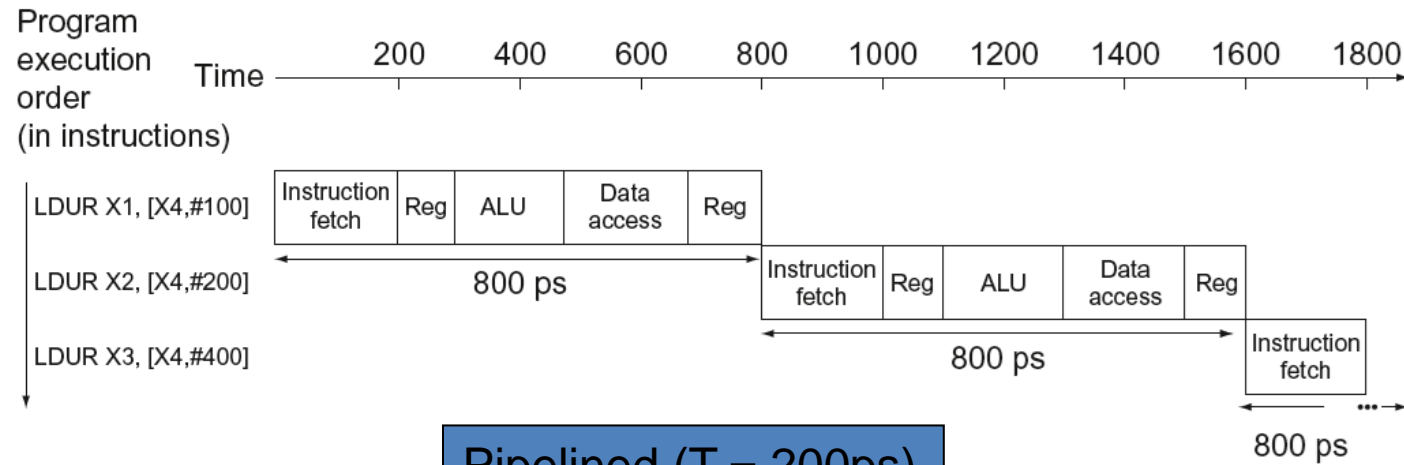 Program
execution
order
(in instructions)
Time
200 400 600 800 1000 1200 1400 1600 1800
LDUR X1, [X4,#100]
Instruction
fetch
Reg
ALU
Data
access
Reg
800 ps
LDUR X2, [X4,#200]
Instruction
fetch
Reg
ALU
Data
access
Reg
800 ps
LDUR X3, [X4,#400]
Instruction
fetch
...
800 ps
Pipelined (T = 200ps)